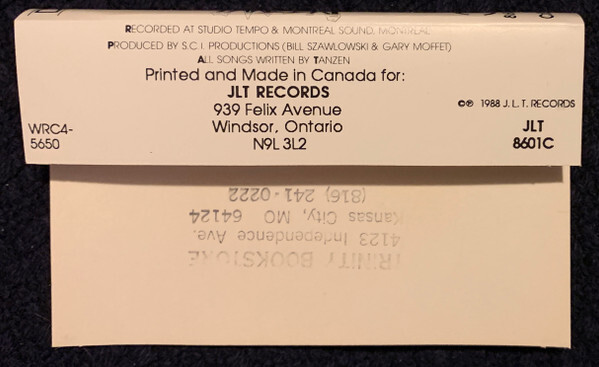 RECORDED AT STUDIO TEMPO & MONTREAL SOUND, MONTREAL
PRODUCED BY S.C.I. PRODUCTIONS (BILL SZAWLOWSKI & GARY MOFFET)
ALL SONGS WRITTEN BY TANZEN
Printed and Made in Canada for:
JLT RECORDS
939 Felix Avenue
Windsor, Ontario
N9L 3L2
WRC4-
5650
©℗ 1988 J.L.T. RECORDS
JLT
8601C
TRINITY BOOKSTORE
4123 Independence Ave.
Kansas City, MO 64124
(816) 241-0222